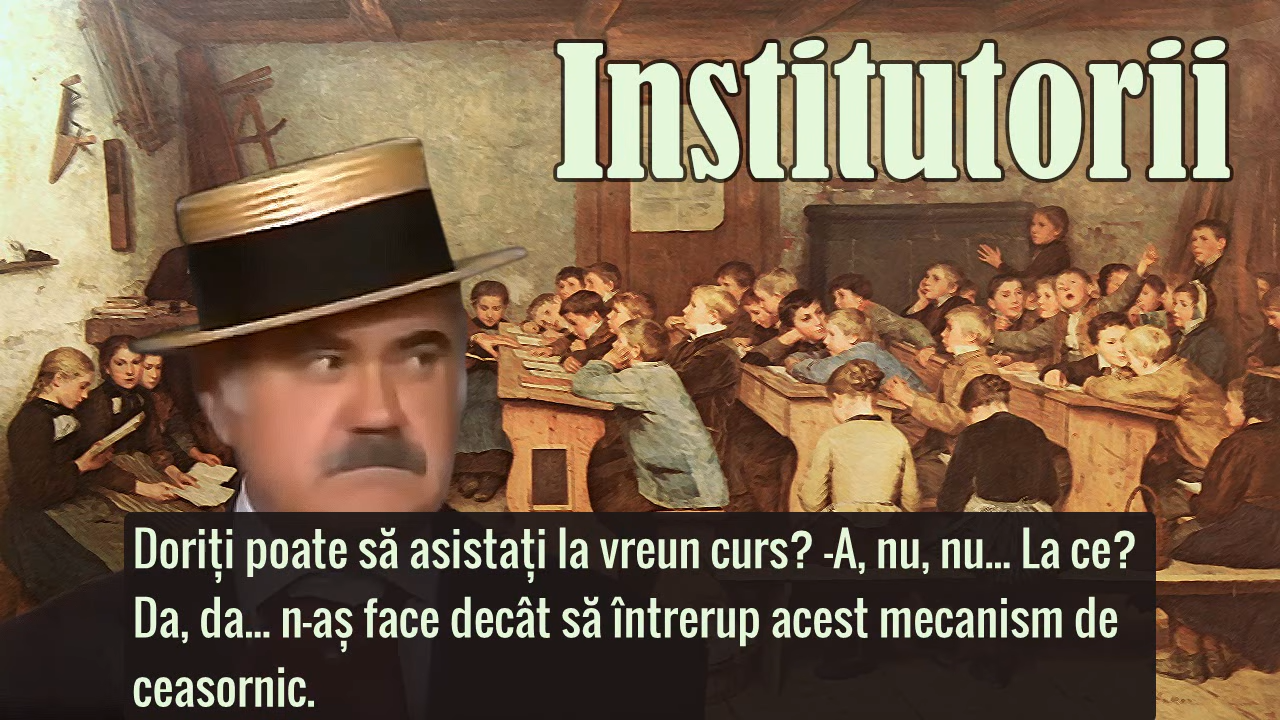 Institutorii
Doriți poate să asistați la vreun curs? -A, nu, nu... La ce?
Da, da... n-aș face decât să întrerup acest mecanism de
ceasornic.